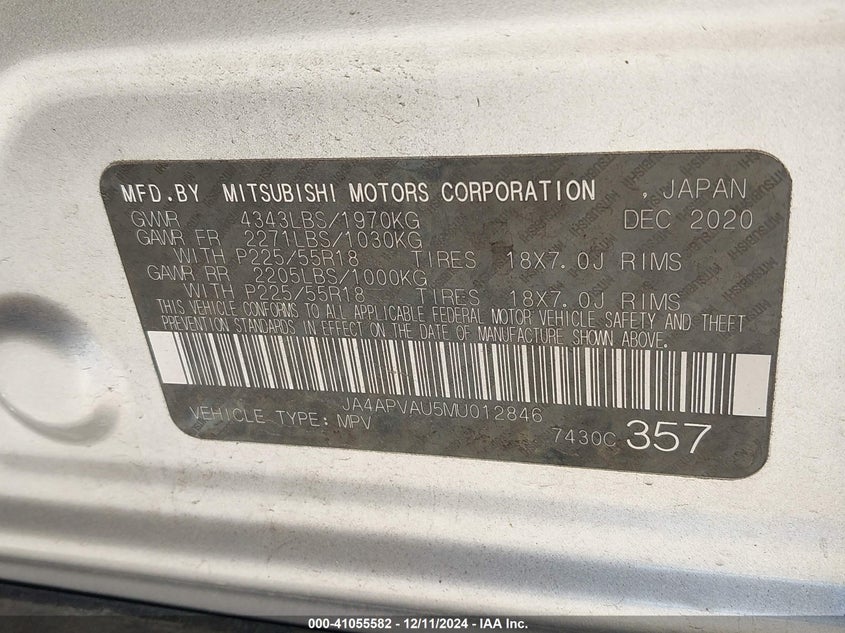 MFD.BY MITSUBISHI MOTORS CORPORATION , JAPAN
GVWR 4343LBS/1970KG DEC 2020
GAWR FR 2271LBS/1030KG
WITH P225/55R18 TIRES 18X7.0J RIMS
GAWR RR 2205LBS/1000KG
WITH P225/55R18 TIRES 18X7.0J RIMS
THIS VEHICLE CONFORMS TO ALL APPLICABLE FEDERAL MOTOR VEHICLE SAFETY AND THEFT
PREVENTION STANDARDS IN EFFECT ON THE DATE OF MANUFACTURE SHOWN ABOVE.
JA4APVAU5MU012846
VEHICLE TYPE: MPV 7430C 357
000-41055582 - 12/11/2024 - IAA Inc.